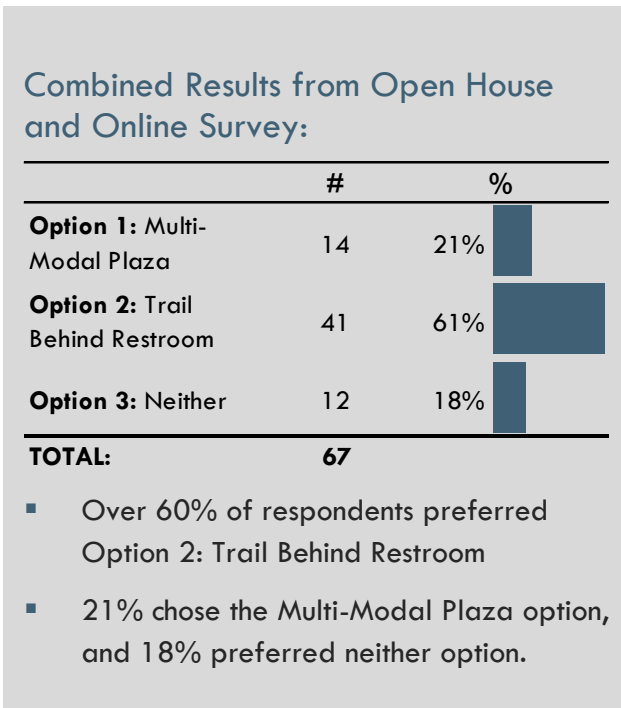 Combined Results from Open House
and Online Survey:
# %
Option 1: Multi-
Modal Plaza 14 21%
Option 2: Trail
Behind Restroom 41 61%
Option 3: Neither 12 18%
TOTAL: 67
▪ Over 60% of respondents preferred
Option 2: Trail Behind Restroom
▪ 21% chose the Multi-Modal Plaza option,
and 18% preferred neither option.